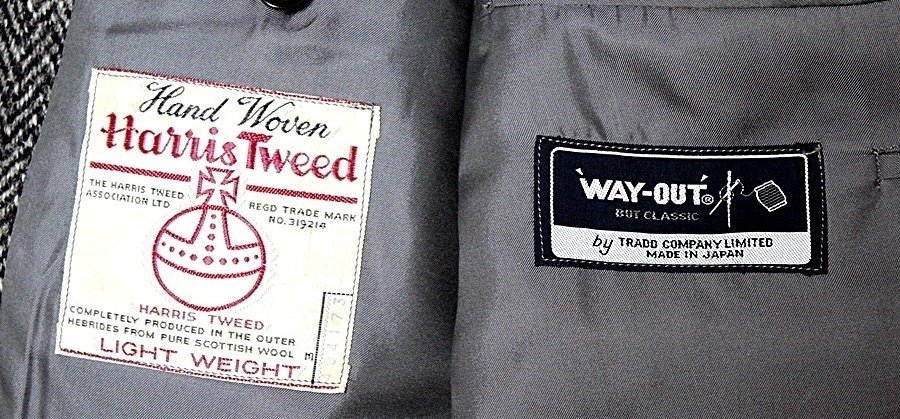 Hand Woven
Harris Tweed
THE HARRIS TWEED
ASSOCIATION LTD
REGD TRADE MARK
NO. 319214
HARRIS TWEED
COMPLETELY PRODUCED IN THE OUTER
HEBRIDES FROM PURE SCOTTISH WOOL
LIGHT WEIGHT
'WAY-OUT'®
BUT CLASSIC
by TRADD COMPANY LIMITED
MADE IN JAPAN